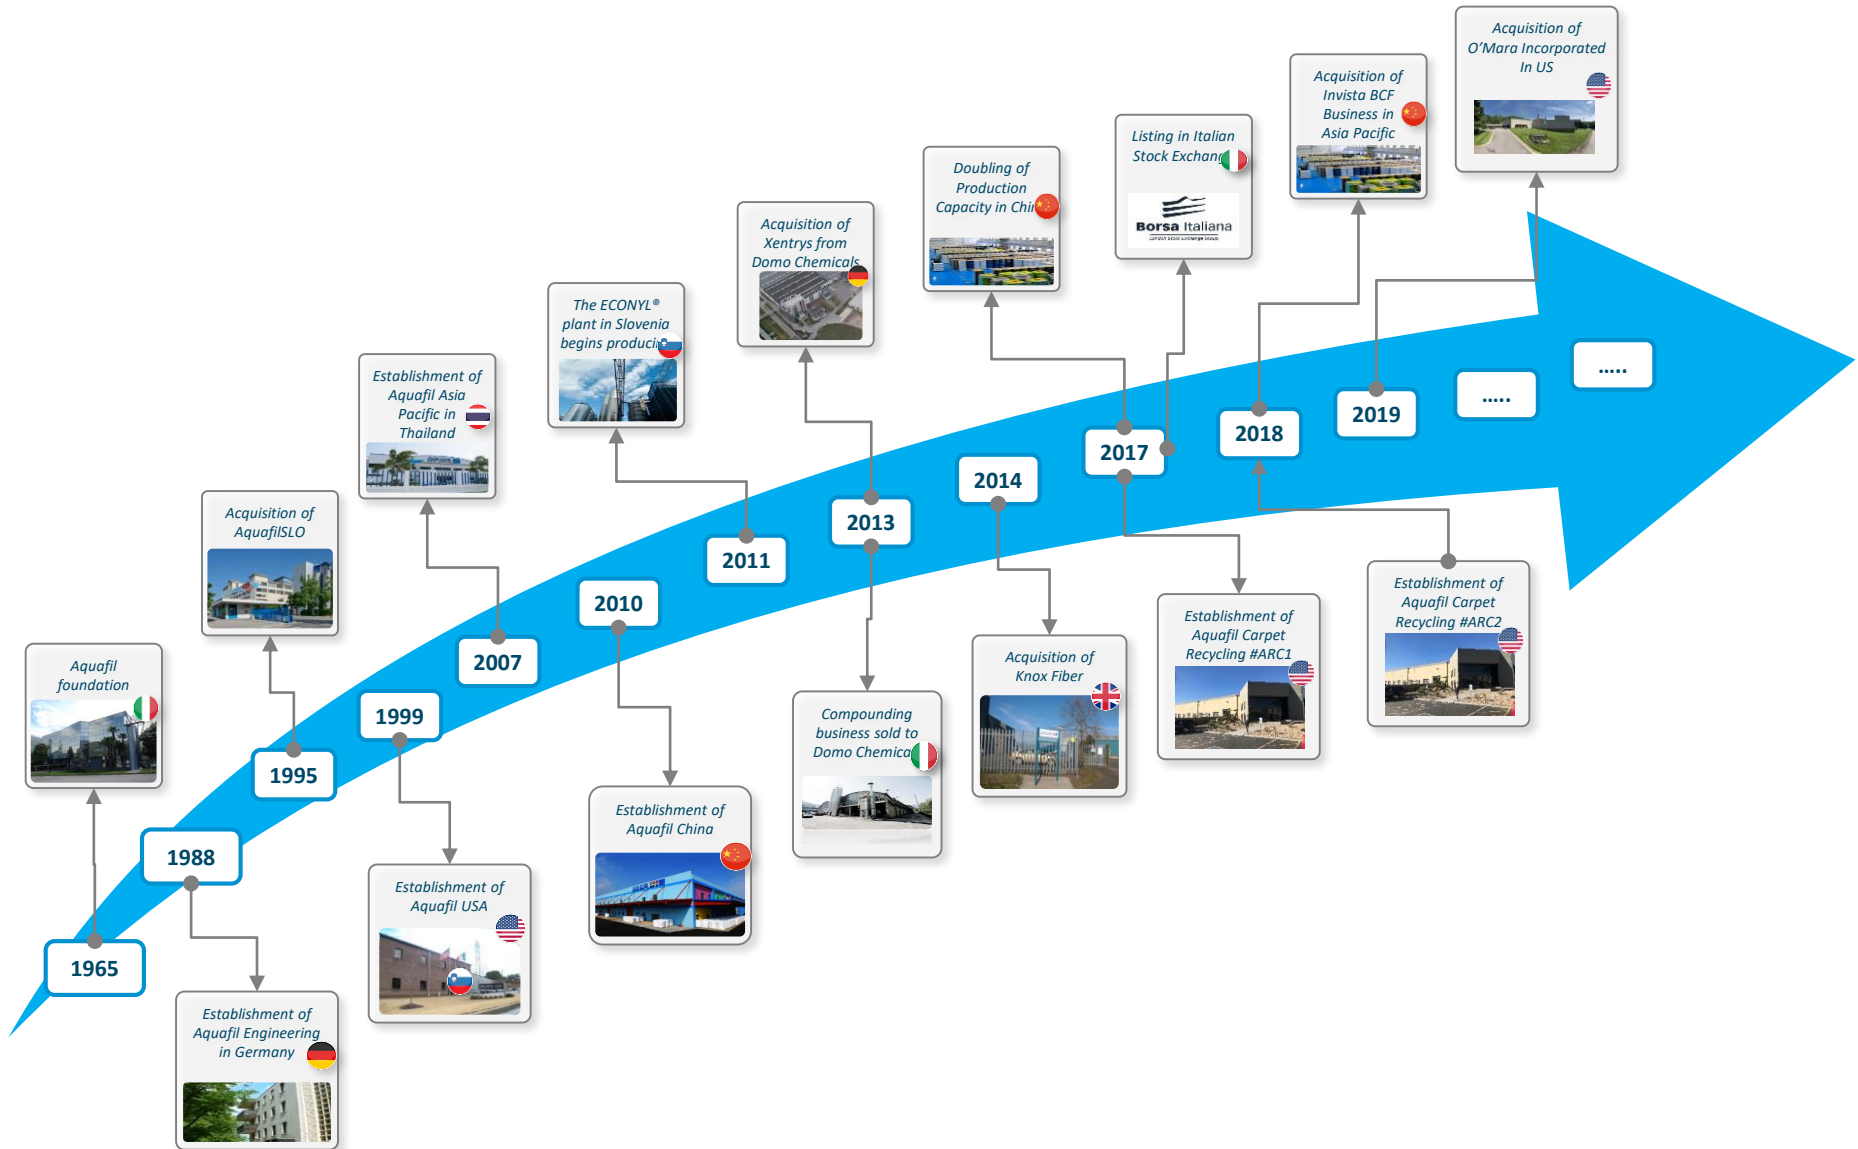 Acquisition of
O'Mara Incorporated
In US
Acquisition of
Invista BCF
Business in
Asia Pacific
Listing in Italian
Stock Exchang
Borsa Italiana
London Stock Exchange Group
Doubling of
Production
Capacity in Chin
Acquisition of
Xentrys from
Domo Chemicals
The ECONYL®
plant in Slovenia
begins produci
Establishment of
Aquafil Asia
Pacific in
Thailand
Acquisition of
AquafilSLO
Aquafil
foundation
1965
1988
1995
1999
2007
2010
2011
2013
2014
2017
2018
2019
.....
.....
Establishment of
Aquafil Engineering
in Germany
Establishment of
Aquafil USA
Establishment of
Aquafil China
Compounding
business sold to
Domo Chemica
Acquisition of
Knox Fiber
Establishment of
Aquafil Carpet
Recycling #ARC1
Establishment of
Aquafil Carpet
Recycling #ARC2